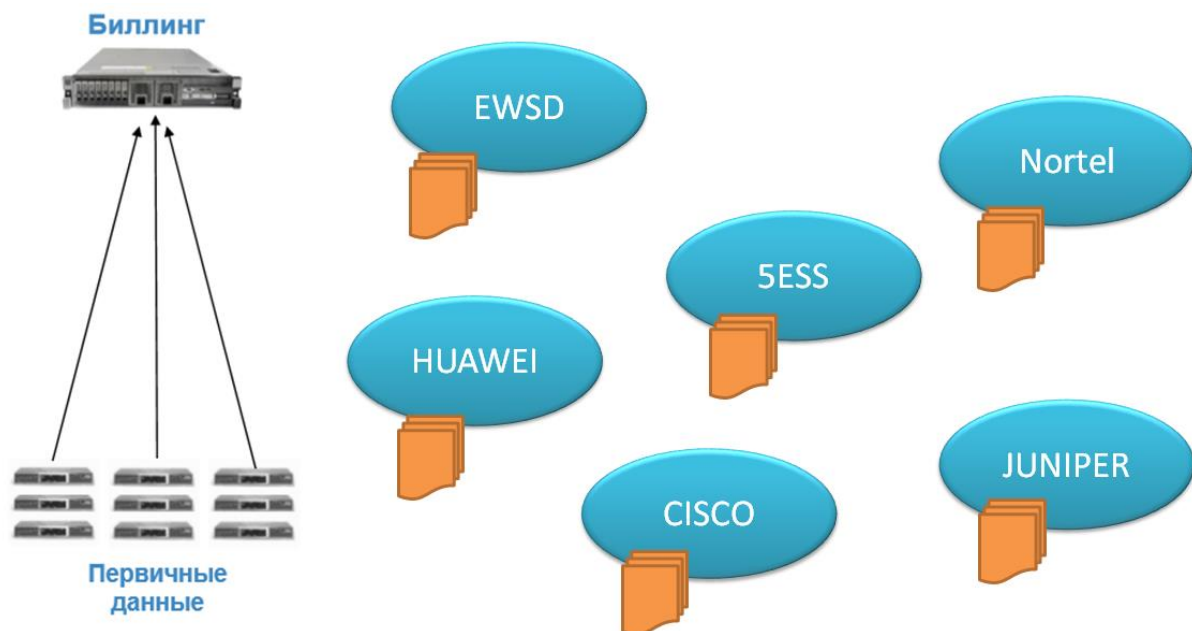 Биллинг
EWSD
Nortel
5ESS
HUAWEI
JUNIPER
CISCO
Первичные
данные